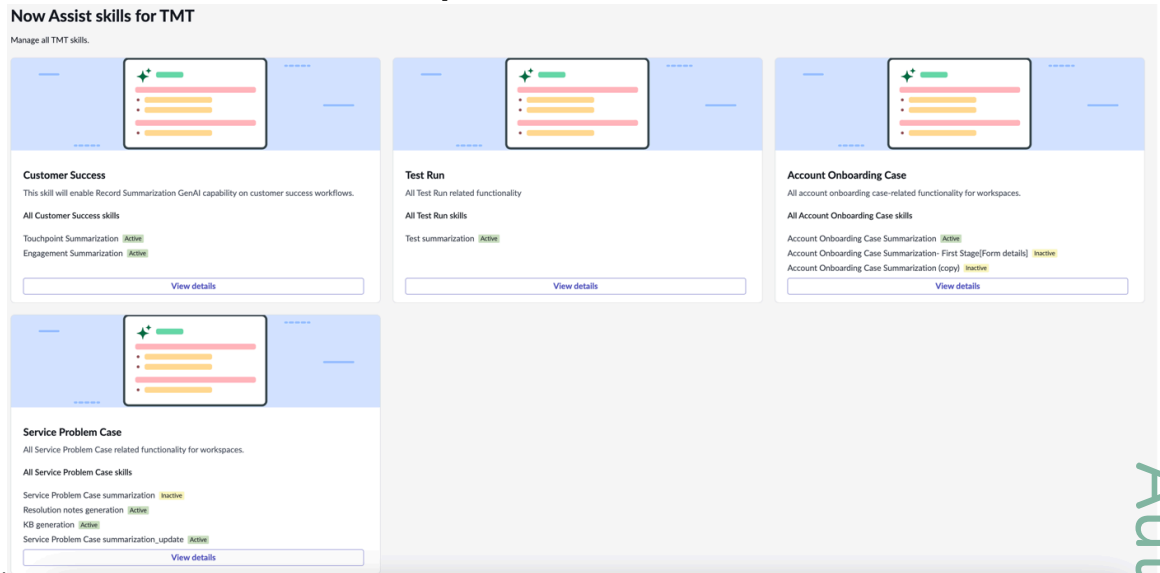 Now Assist skills for TMT
Manage all TMT skills.
Customer Success
This skill will enable Record Summarization GenAI capability on customer success workflows.
All Customer Success skills
Touchpoint Summarization Active
Engagement Summarization Active
View details
Test Run
All Test Run related functionality
All Test Run skills
Test summarization Active
View details
Account Onboarding Case
All account onboarding case-related functionality for workspaces.
All Account Onboarding Case skills
Account Onboarding Case Summarization Active
Account Onboarding Case Summarization- First Stage[Form details] Inactive
Account Onboarding Case Summarization (copy) Inactive
View details
Service Problem Case
All Service Problem Case related functionality for workspaces.
All Service Problem Case skills
Service Problem Case summarization Inactive
Resolution notes generation Active
KB generation Active
Service Problem Case summarization_update Active
View details